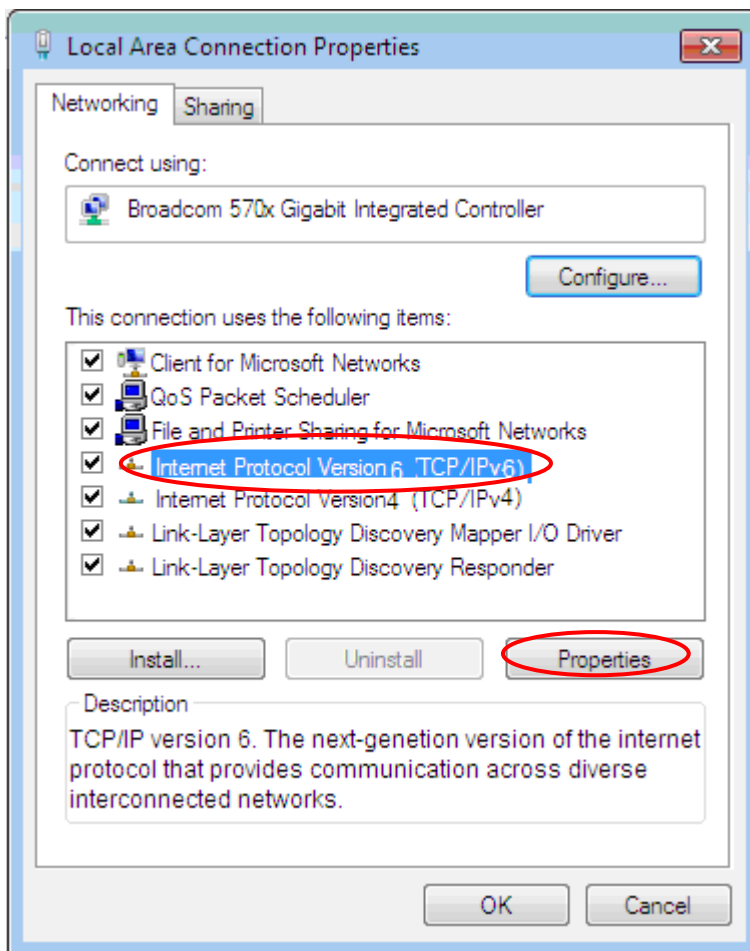 Local Area Connection Properties
Networking
Sharing
Connect using:
Broadcom 570x Gigabit Integrated Controller
Configure...
This connection uses the following items:
Client for Microsoft Networks
QoS Packet Scheduler
File and Printer Sharing for Microsoft Networks
Internet Protocol Version 6 (TCP/IPv6)
Internet Protocol Version4 (TCP/IPv4)
Link-Layer Topology Discovery Mapper I/O Driver
Link-Layer Topology Discovery Responder
Install...
Uninstall
Properties
Description
TCP/IP version 6. The next-genetion version of the internet
protocol that provides communication across diverse
interconnected networks.
OK
Cancel